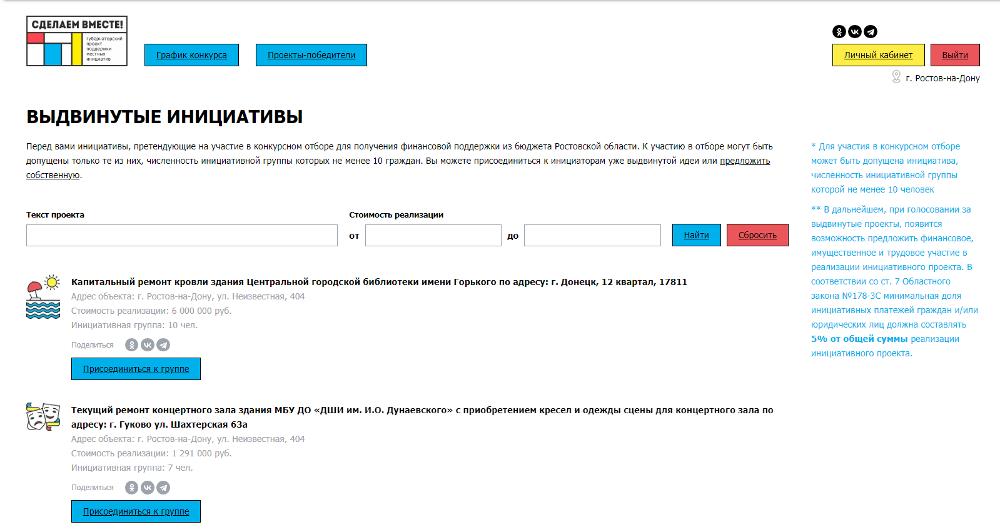 СДЕЛАЕМ ВМЕСТЕ!
губернаторский
проект
поддержки
местных
инициатив
График конкурса
Проекты-победители
Личный кабинет
Выйти
г. Ростов-на-Дону
ВЫДВИНУТЫЕ ИНИЦИАТИВЫ
Перед вами инициативы, претендующие на участие в конкурсном отборе для получения финансовой поддержки из бюджета Ростовской области. К участию в отборе могут быть
допущены только те из них, численность инициативной группы которых не менее 10 граждан. Вы можете присоединиться к инициаторам уже выдвинутой идеи или предложить
собственную.
Текст проекта
Стоимость реализации
от
до
Найти
Сбросить
Капитальный ремонт кровли здания Центральной городской библиотеки имени Горького по адресу: г. Донецк, 12 квартал, 17811
Адрес объекта: г. Ростов-на-Дону, ул. Неизвестная, 404
Стоимость реализации: 6 000 000 руб.
Инициативная группа: 10 чел.
Поделиться
Присоединиться к группе
Текущий ремонт концертного зала здания МБУ ДО «ДШИ им. И.О. Дунаевского» с приобретением кресел и одежды сцены для концертного зала по
адресу: г. Гуково ул. Шахтерская 63а
Адрес объекта: г. Ростов-на-Дону, ул. Неизвестная, 404
Стоимость реализации: 1 291 000 руб.
Инициативная группа: 7 чел.
Поделиться
Присоединиться к группе
* Для участия в конкурсном отборе
может быть допущена инициатива,
численность инициативной группы
которой не менее 10 человек
** В дальнейшем, при голосовании за
выдвинутые проекты, появится
возможность предложить финансовое,
имущественное и трудовое участие в
реализации инициативного проекта. В
соответствии со ст. 7 Областного
закона №178-ЗС минимальная доля
инициативных платежей граждан и/или
юридических лиц должна составлять
5% от общей суммы реализации
инициативного проекта.